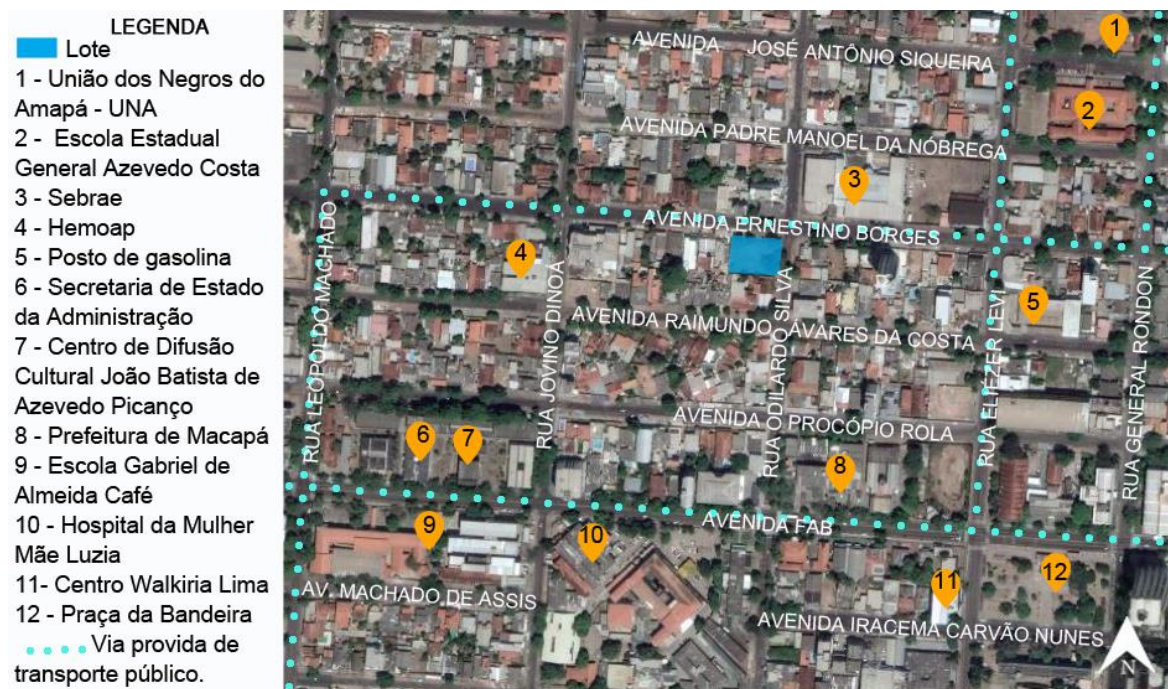 LEGENDA
Lote
1 - União dos Negros do
Amapá - UNA
2 - Escola Estadual
General Azevedo Costa
3 - Sebrae
4 - Hemoap
5 - Posto de gasolina
6 - Secretaria de Estado
da Administração
7 - Centro de Difusão
Cultural João Batista de
Azevedo Picanço
8 - Prefeitura de Macapá
9 - Escola Gabriel de
Almeida Café
10 - Hospital da Mulher
Mãe Luzia
11- Centro Walkiria Lima
12 - Praça da Bandeira
Via provida de
transporte público.
AVENIDA JOSÉ ANTÔNIO SIQUEIRA
1
2
AVENIDA PADRE MANOEL DA NÓBREGA
3
AVENIDA ERNESTINO BORGES
RUA LEOPOLDO MACHADO
4
RUA JOVINO DINOA
RUA ODILARDO SILVA
RUA ELIÉZER LEVI
RUA GENERAL RONDON
5
AVENIDA RAIMUNDO ÁVARES DA COSTA
AVENIDA PROCÓPIO ROLA
6
7
8
AVENIDA FAB
9
10
11
12
AV. MACHADO DE ASSIS
AVENIDA IRACEMA CARVÃO NUNES
N